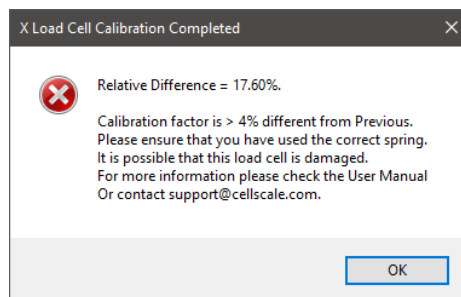 X Load Cell Calibration Completed
Relative Difference = 17.60%.
Calibration factor is > 4% different from Previous.
Please ensure that you have used the correct spring.
It is possible that this load cell is damaged.
For more information please check the User Manual
Or contact support@cellscale.com.
OK